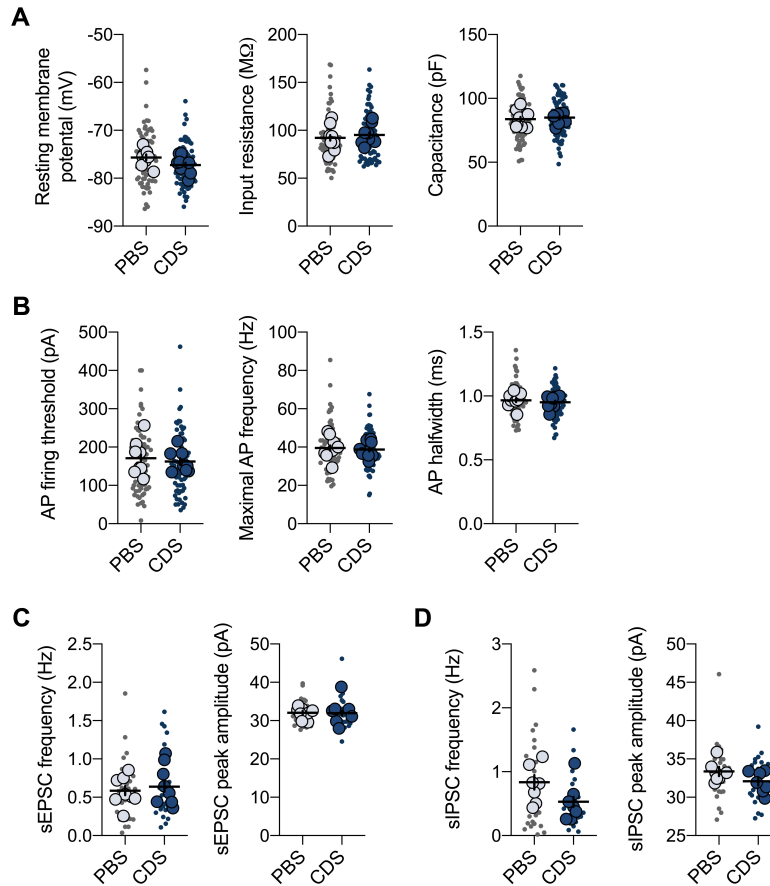 A
Resting membrane
potential (mV)
-50
-60
-70
-80
-90
PBS
CDS
Input resistance (MΩ)
200
150
100
50
0
PBS
CDS
Capacitance (pF)
150
100
50
0
PBS
CDS
B
AP firing threshold (pA)
500
400
300
200
100
0
PBS
CDS
Maximal AP frequency (Hz)
100
80
60
40
20
0
PBS
CDS
AP halfwidth (ms)
1.5
1.0
0.5
0.0
PBS
CDS
C
sEPSC frequency (Hz)
2.5
2.0
1.5
1.0
0.5
0.0
PBS
CDS
sEPSC peak amplitude (pA)
50
40
30
20
10
0
PBS
CDS
D
sIPSC frequency (Hz)
3
2
1
0
PBS
CDS
sIPSC peak amplitude (pA)
50
45
40
35
30
25
PBS
CDS